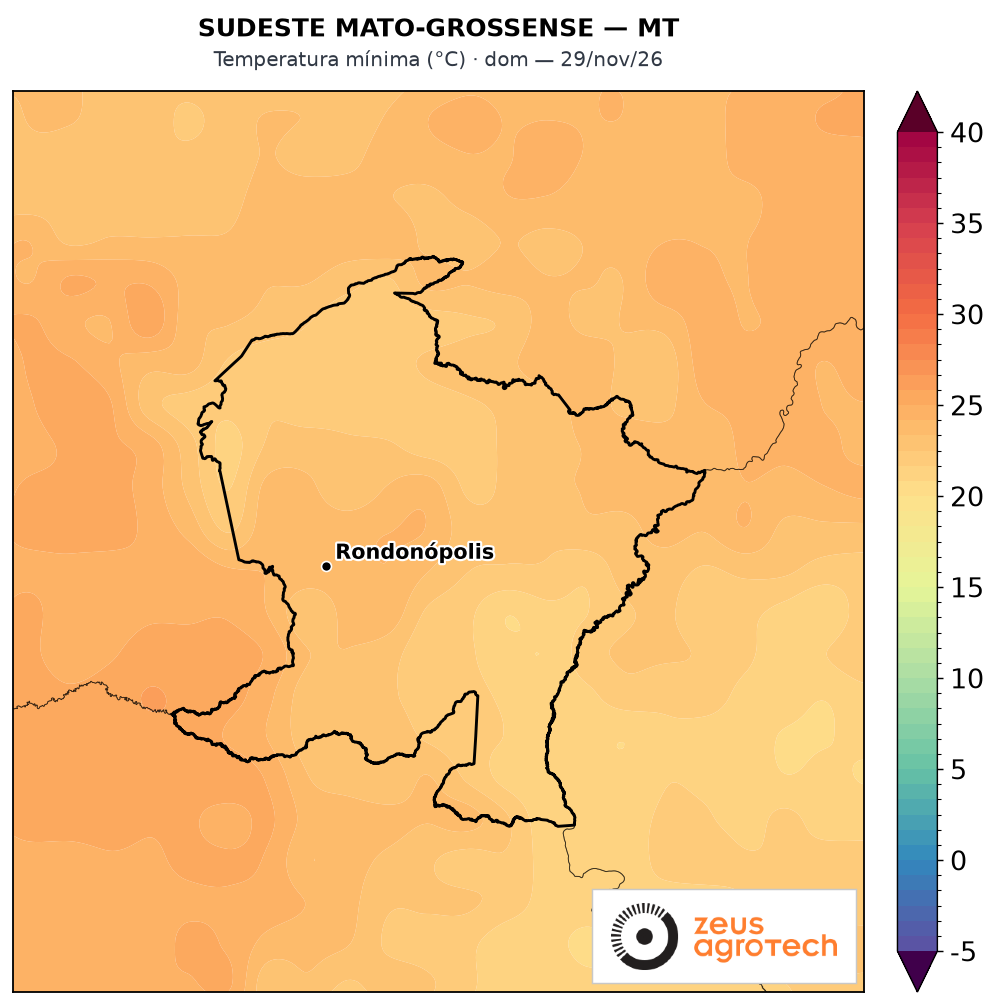 SUDESTE MATO-GROSSENSE — MT
Temperatura mínima (°C) · dom — 29/nov/26
40
35
30
25
20
15
10
5
0
-5
Rondonópolis
zeus
agrotech